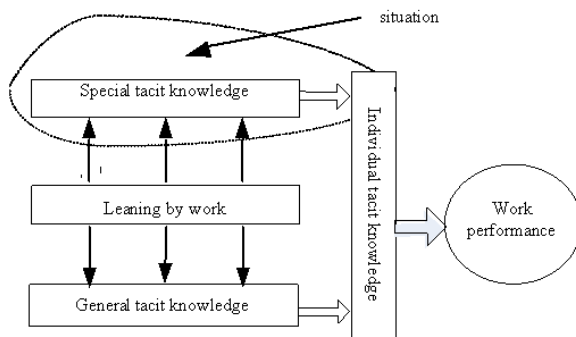 situation
Special tacit knowledge
Leaning by work
General tacit knowledge
Individual tacit knowledge
Work
performance